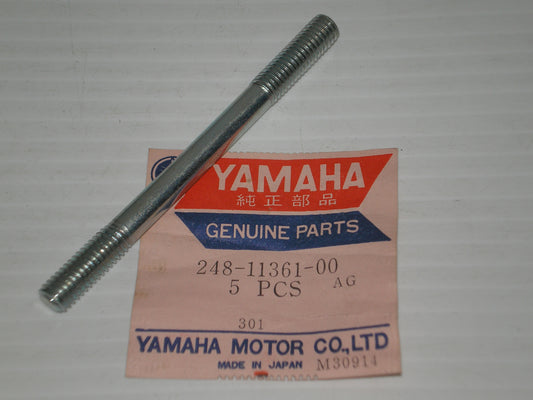 YAMAHA
純正部品
GENUINE PARTS
248-11361-00
5 PCS AG
301
YAMAHA MOTOR CO.,LTD
MADE IN JAPAN M30914